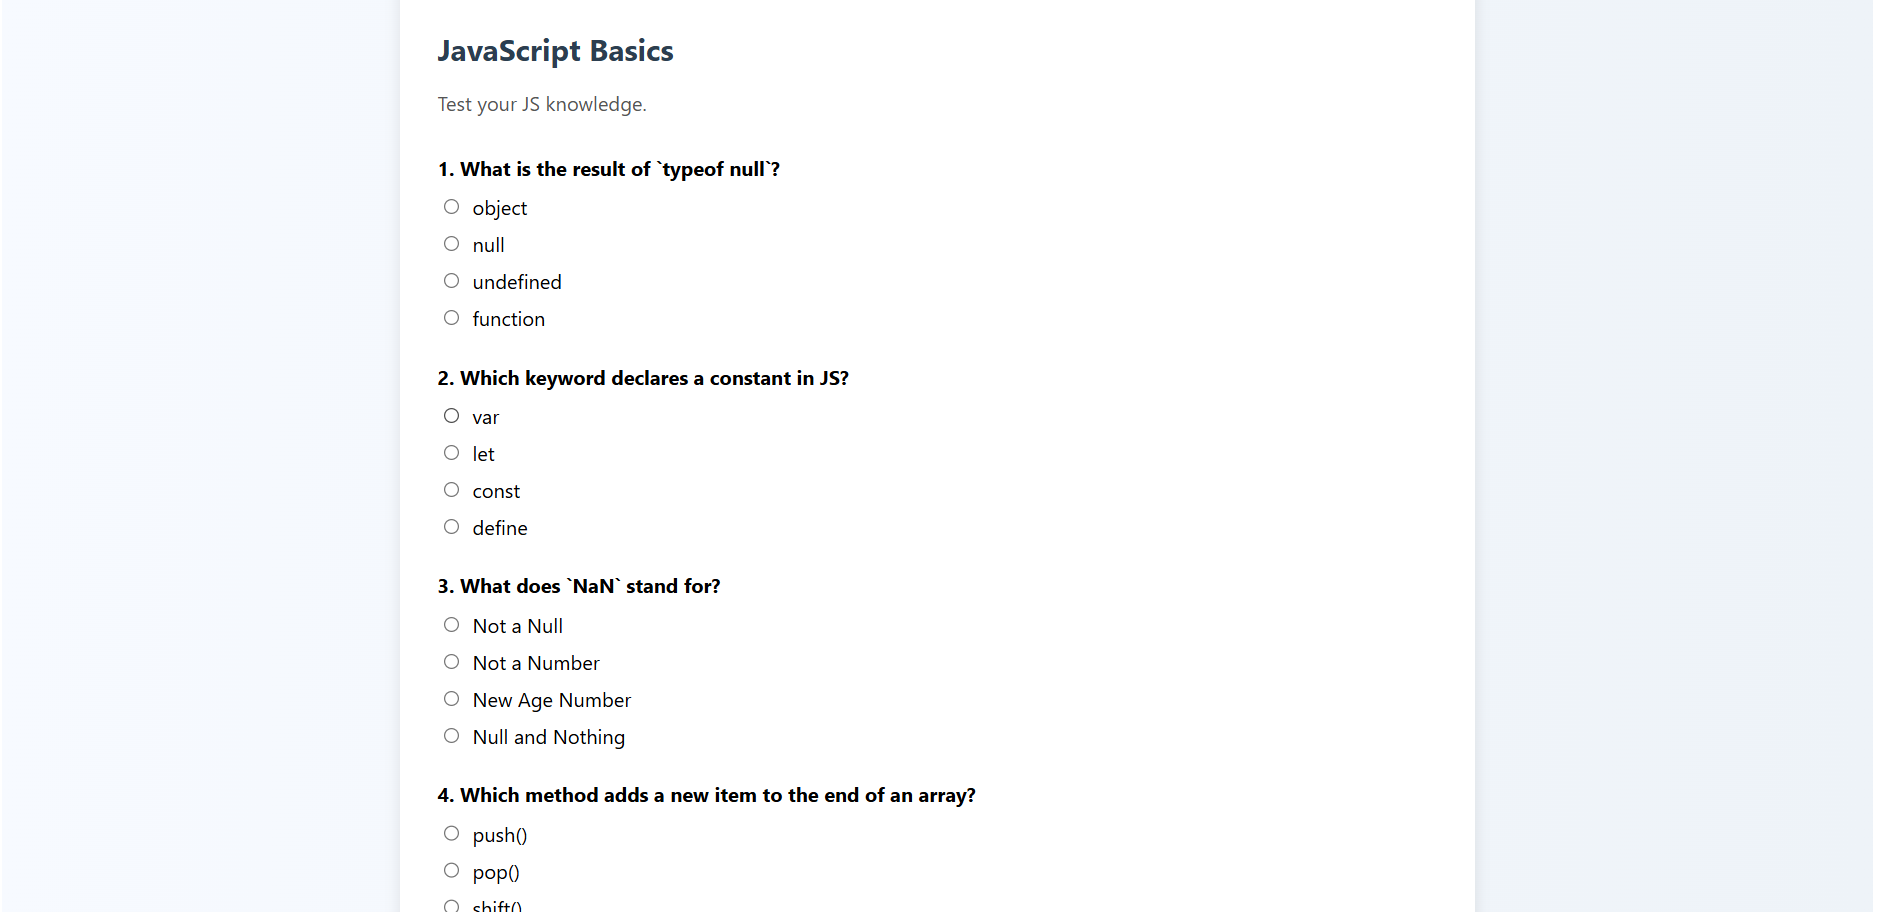 JavaScript Basics
Test your JS knowledge.
1. What is the result of `typeof null`?
object
null
undefined
function
2. Which keyword declares a constant in JS?
var
let
const
define
3. What does `NaN` stand for?
Not a Null
Not a Number
New Age Number
Null and Nothing
4. Which method adds a new item to the end of an array?
push()
pop()
shift()